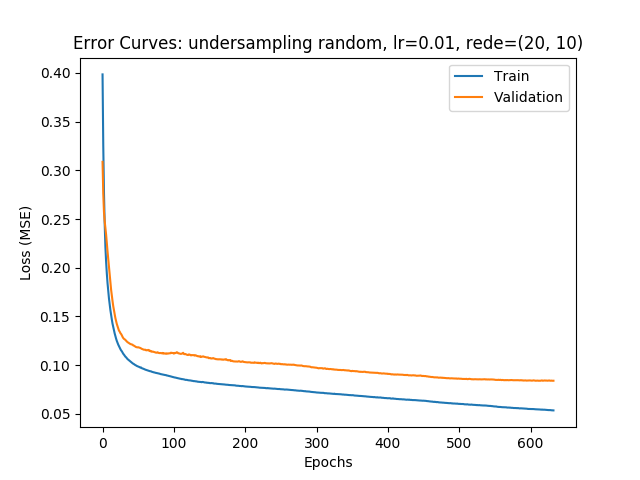 Error Curves: undersampling random, lr=0.01, rede=(20, 10)
Train
Validation
0.40
0.35
0.30
0.25
0.20
0.15
0.10
0.05
Loss (MSE)
0 100 200 300 400 500 600
Epochs